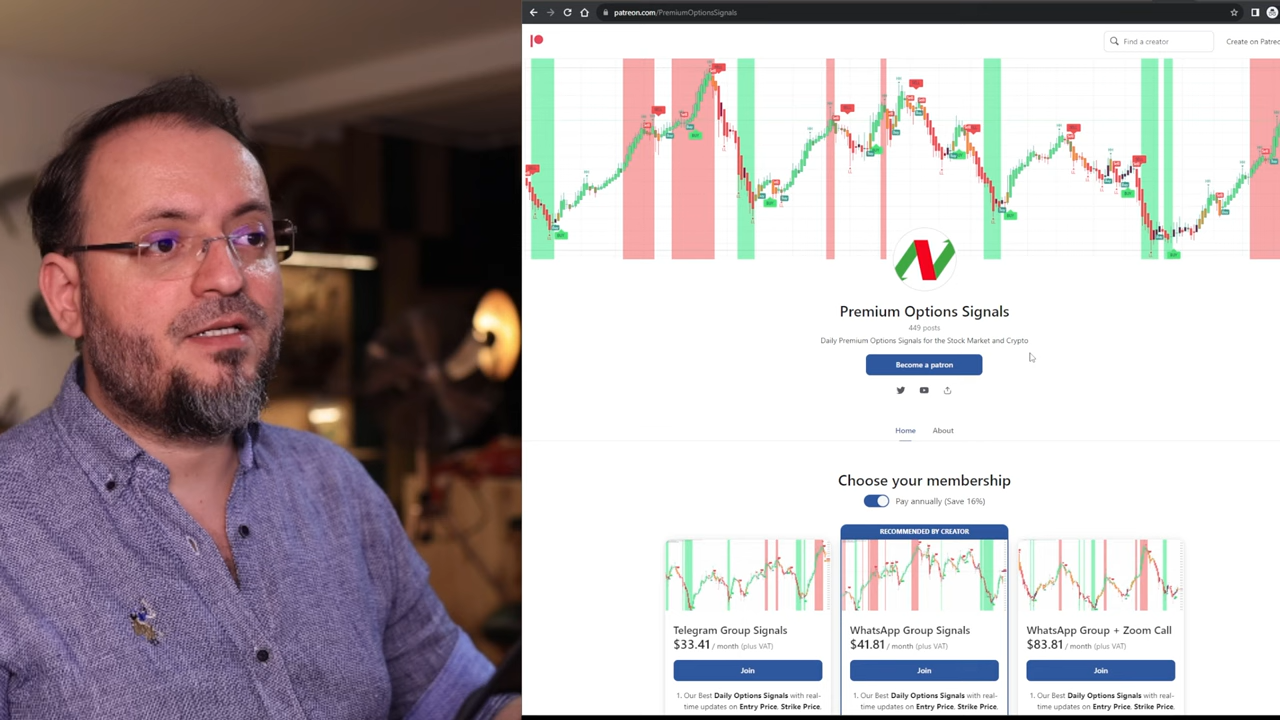 patreon.com/PremiumOptionsSignals
Find a creator
Create on Patreo
Premium Options Signals
449 posts
Daily Premium Options Signals for the Stock Market and Crypto
Become a patron
Home
About
Choose your membership
Pay annually (Save 16%)
RECOMMENDED BY CREATOR
Telegram Group Signals
$33.41 / month (plus VAT)
Join
1. Our Best Daily Options Signals with real-
time updates on Entry Price, Strike Price,
WhatsApp Group Signals
$41.81 / month (plus VAT)
Join
1. Our Best Daily Options Signals with real-
time updates on Entry Price, Strike Price,
WhatsApp Group + Zoom Call
$83.81 / month (plus VAT)
Join
1. Our Best Daily Options Signals with real-
time updates on Entry Price, Strike Price,